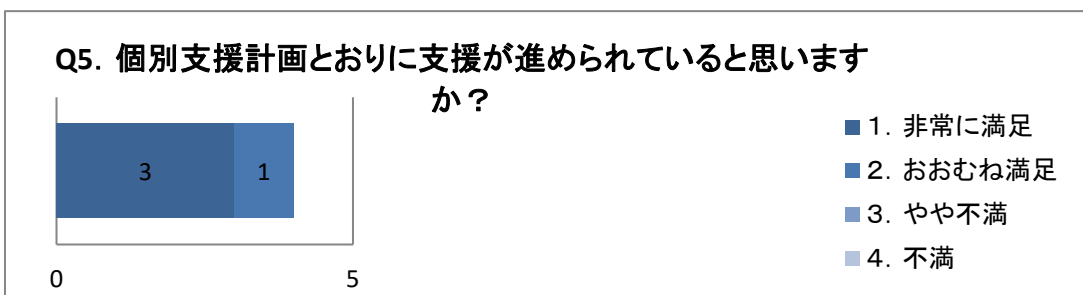 Q5．個別支援計画とおりに支援が進められていると思います
か？
3
1
0
5
１．非常に満足
２．おおむね満足
３．やや不満
４．不満